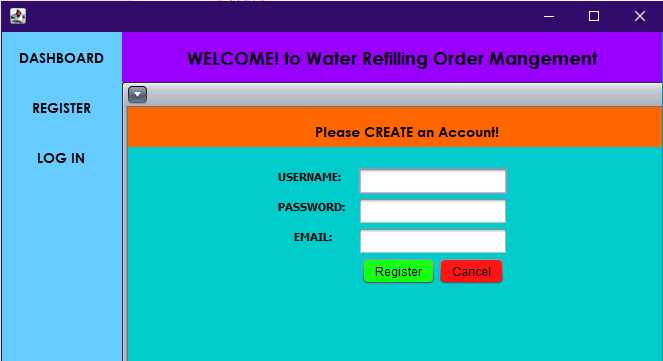 WELCOME! to Water Refilling Order Mangement
DASHBOARD
REGISTER
LOG IN
Please CREATE an Account!
USERNAME:
PASSWORD:
EMAIL:
Register Cancel